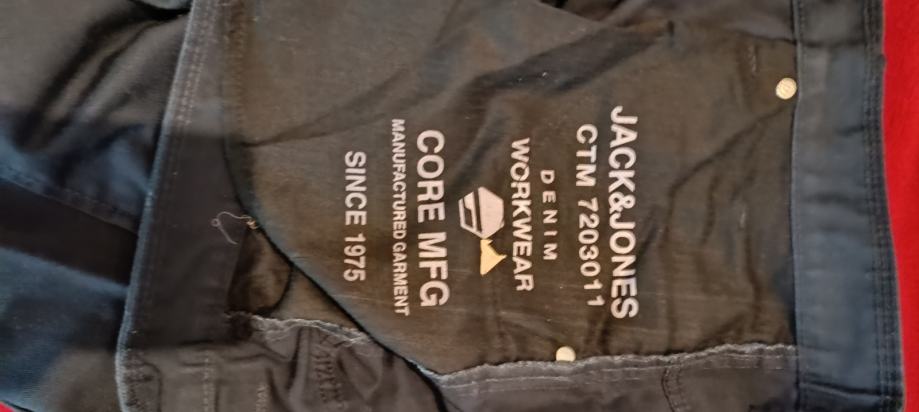 JACK&JONES
CTM 7203011
DENIM
WORKWEAR
CORE MFG
MANUFACTURED GARMENT
SINCE 1975